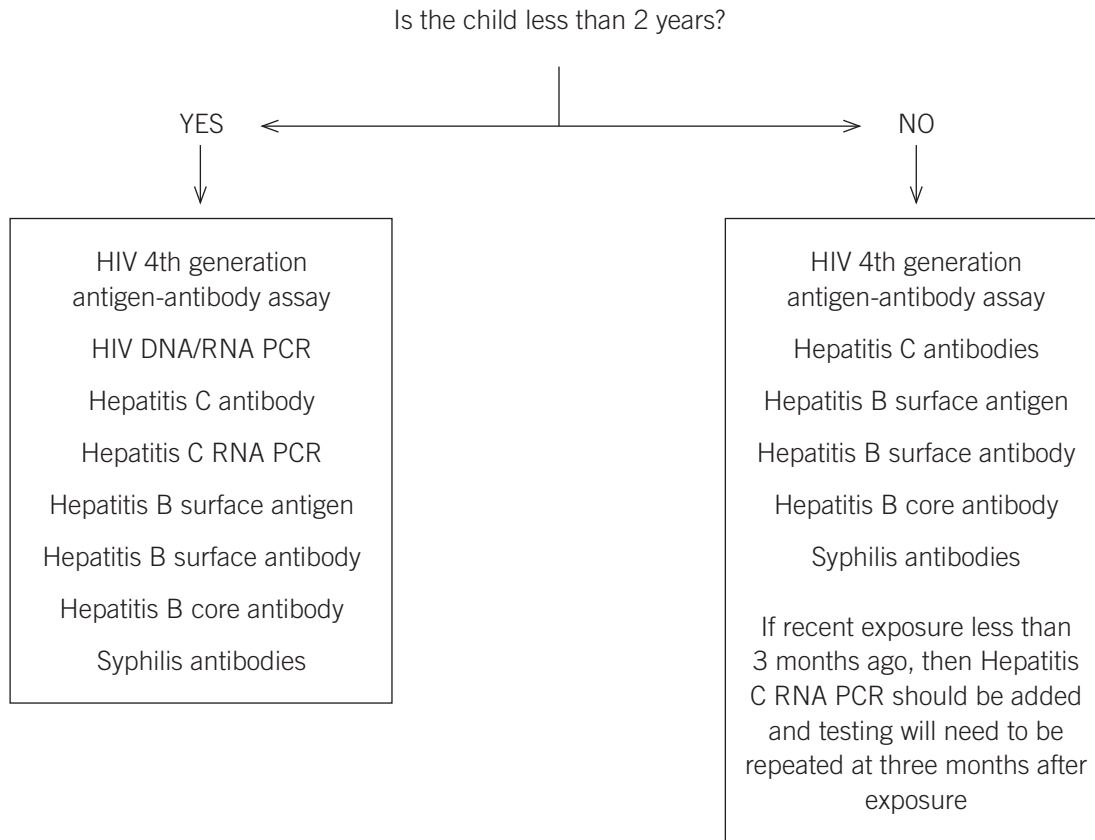 Is the child less than 2 years?
YES
NO
HIV 4th generation
antigen-antibody assay
HIV DNA/RNA PCR
Hepatitis C antibody
Hepatitis C RNA PCR
Hepatitis B surface antigen
Hepatitis B surface antibody
Hepatitis B core antibody
Syphilis antibodies
HIV 4th generation
antigen-antibody assay
Hepatitis C antibodies
Hepatitis B surface antigen
Hepatitis B surface antibody
Hepatitis B core antibody
Syphilis antibodies
If recent exposure less than
3 months ago, then Hepatitis
C RNA PCR should be added
and testing will need to be
repeated at three months after
exposure